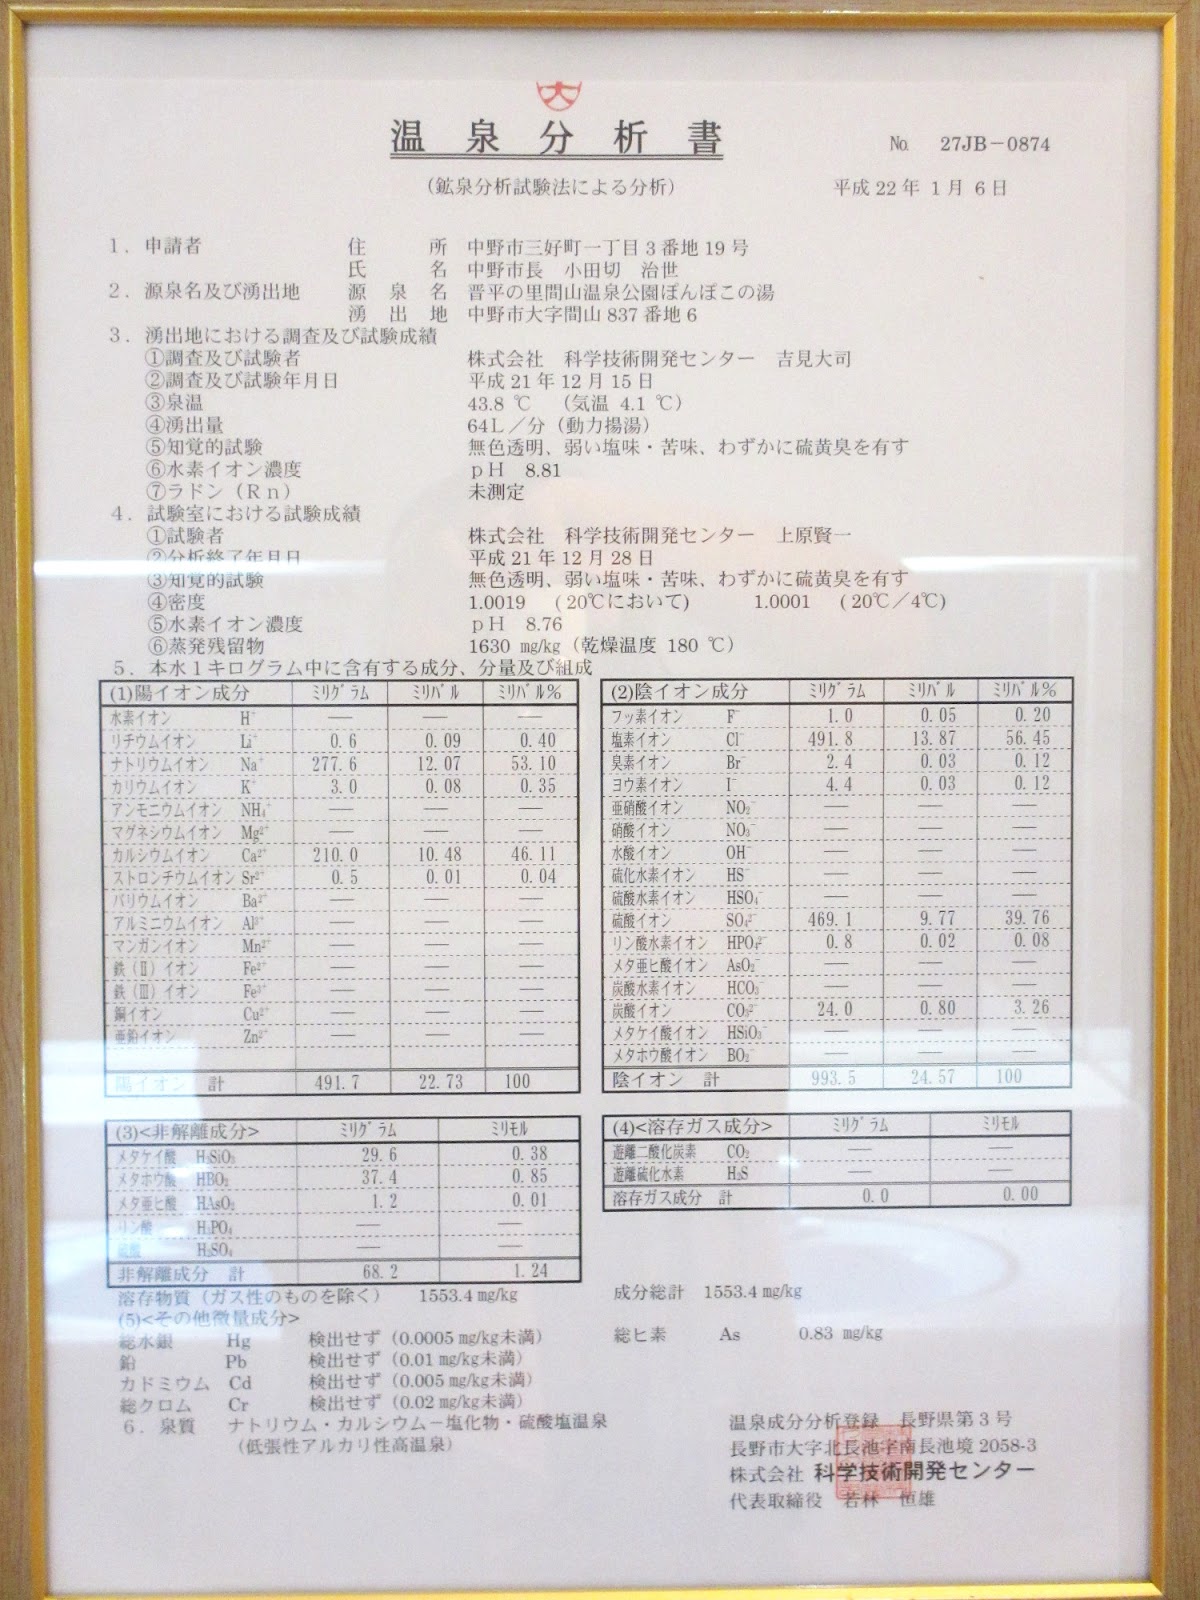 大
温泉分析書
No. 27JB-0874
(鉱泉分析試験法による分析)
平成22年 1月 6日
1. 申請者 住所 中野市三好町一丁目3番地19号
氏名 中野市長 小田切 治世
2. 源泉名及び湧出地 源泉名 晋平の里間山温泉公園ぽんぽこの湯
湧出地 中野市大字間山837番地6
3. 湧出地における調査及び試験成績
①調査及び試験者 株式会社 科学技術開発センター 吉見大司
②調査及び試験年月日 平成21年12月15日
③泉温 43.8 ℃ (気温 4.1 ℃)
④湧出量 64L/分(動力揚湯)
⑤知覚的試験 無色透明、弱い塩味・苦味、わずかに硫黄臭を有す
⑥水素イオン濃度 pH 8.81
⑦ラドン(Rn) 未測定
4. 試験室における試験成績
①試験者 株式会社 科学技術開発センター 上原賢一
②分析終了年月日 平成21年12月28日
③知覚的試験 無色透明、弱い塩味・苦味、わずかに硫黄臭を有す
④密度 1.0019 (20℃において) 1.0001 (20℃/4℃)
⑤水素イオン濃度 pH 8.76
⑥蒸発残留物 1630 mg/kg (乾燥温度 180 ℃)
5. 本水1キログラム中に含有する成分、分量及び組成
(1)陽イオン成分 ミリグラム ミリバル ミリバル%
水素イオン H⁺ — — —
リチウムイオン Li⁺ 0.6 0.09 0.40
ナトリウムイオン Na⁺ 277.6 12.07 53.10
カリウムイオン K⁺ 3.0 0.08 0.35
アンモニウムイオン NH₄⁺ — — —
マグネシウムイオン Mg²⁺ — — —
カルシウムイオン Ca²⁺ 210.0 10.48 46.11
ストロンチウムイオン Sr²⁺ 0.5 0.01 0.04
バリウムイオン Ba²⁺ — — —
アルミニウムイオン Al³⁺ — — —
マンガンイオン Mn²⁺ — — —
鉄(Ⅱ)イオン Fe²⁺ — — —
鉄(Ⅲ)イオン Fe³⁺ — — —
銅イオン Cu²⁺ — — —
亜鉛イオン Zn²⁺ — — —
陽イオン 計 491.7 22.73 100
(2)陰イオン成分 ミリグラム ミリバル ミリバル%
フッ素イオン F⁻ 1.0 0.05 0.20
塩素イオン Cl⁻ 491.8 13.87 56.45
臭素イオン Br⁻ 2.4 0.03 0.12
ヨウ素イオン I⁻ 4.4 0.03 0.12
亜硝酸イオン NO₂⁻ — — —
硝酸イオン NO₃⁻ — — —
水酸イオン OH⁻ — — —
硫化水素イオン HS⁻ — — —
硫酸水素イオン HSO₄⁻ — — —
硫酸イオン SO₄²⁻ 469.1 9.77 39.76
リン酸水素イオン HPO₄²⁻ 0.8 0.02 0.08
メタ亜ヒ酸イオン AsO₂⁻ — — —
炭酸水素イオン HCO₃⁻ — — —
炭酸イオン CO₃²⁻ 24.0 0.80 3.26
メタケイ酸イオン HSiO₃⁻ — — —
メタホウ酸イオン BO₂⁻ — — —
陰イオン 計 993.5 24.57 100
(3)<非解離成分> ミリグラム ミリモル
メタケイ酸 H₂SiO₃ 29.6 0.38
メタホウ酸 HBO₂ 37.4 0.85
メタ亜ヒ酸 HAsO₂ 1.2 0.01
リン酸 H₃PO₄ — —
硫酸 H₂SO₄ — —
非解離成分 計 68.2 1.24
(4)<溶存ガス成分> ミリグラム ミリモル
遊離二酸化炭素 CO₂ — —
遊離硫化水素 H₂S — —
溶存ガス成分 計 0.0 0.00
溶存物質(ガス性のものを除く) 1553.4 mg/kg
成分総計 1553.4 mg/kg
(5)<その他微量成分>
総水銀 Hg 検出せず (0.0005 mg/kg未満)
総ヒ素 As 0.83 mg/kg
鉛 Pb 検出せず (0.01 mg/kg未満)
カドミウム Cd 検出せず (0.005 mg/kg未満)
総クロム Cr 検出せず (0.02 mg/kg未満)
6. 泉質 ナトリウム・カルシウム−塩化物・硫酸塩温泉
(低張性アルカリ性高温泉)
温泉成分分析登録 長野県第3号
長野市大字北長池字南長池境2058-3
株式会社 科学技術開発センター
代表取締役 若林 恒雄